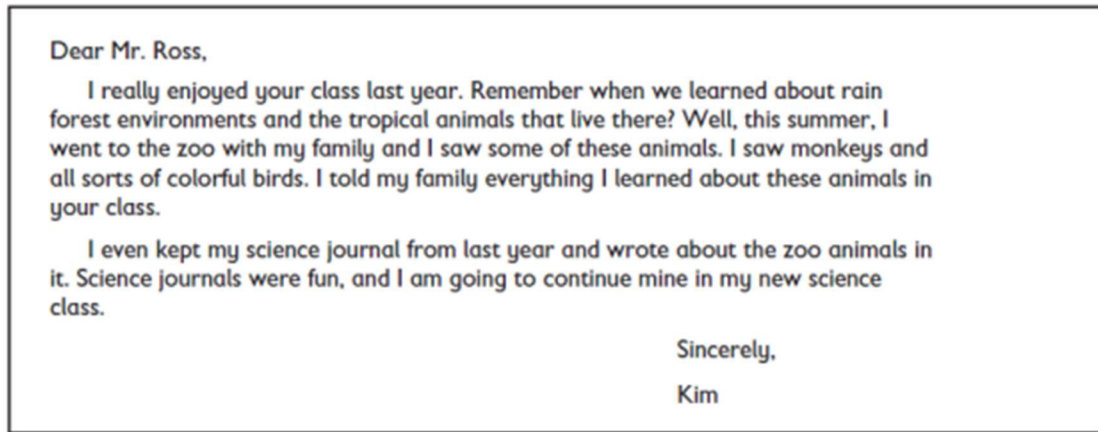 Dear Mr. Ross,
I really enjoyed your class last year. Remember when we learned about rain
forest environments and the tropical animals that live there? Well, this summer, I
went to the zoo with my family and I saw some of these animals. I saw monkeys and
all sorts of colorful birds. I told my family everything I learned about these animals in
your class.
I even kept my science journal from last year and wrote about the zoo animals in
it. Science journals were fun, and I am going to continue mine in my new science
class.
Sincerely,
Kim